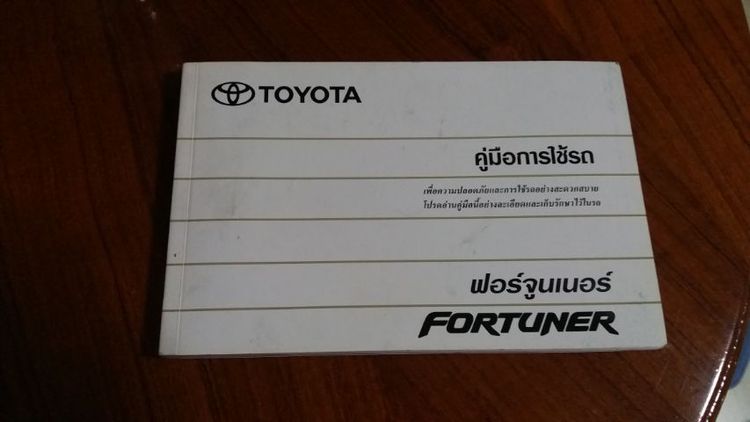 TOYOTA
คู่มือการใช้รถ
เพื่อความปลอดภัยและการใช้รถอย่างสะดวกสบาย
โปรดอ่านคู่มือนี้อย่างละเอียดและเก็บรักษาไว้ในรถ
ฟอร์จูนเนอร์
FORTUNER